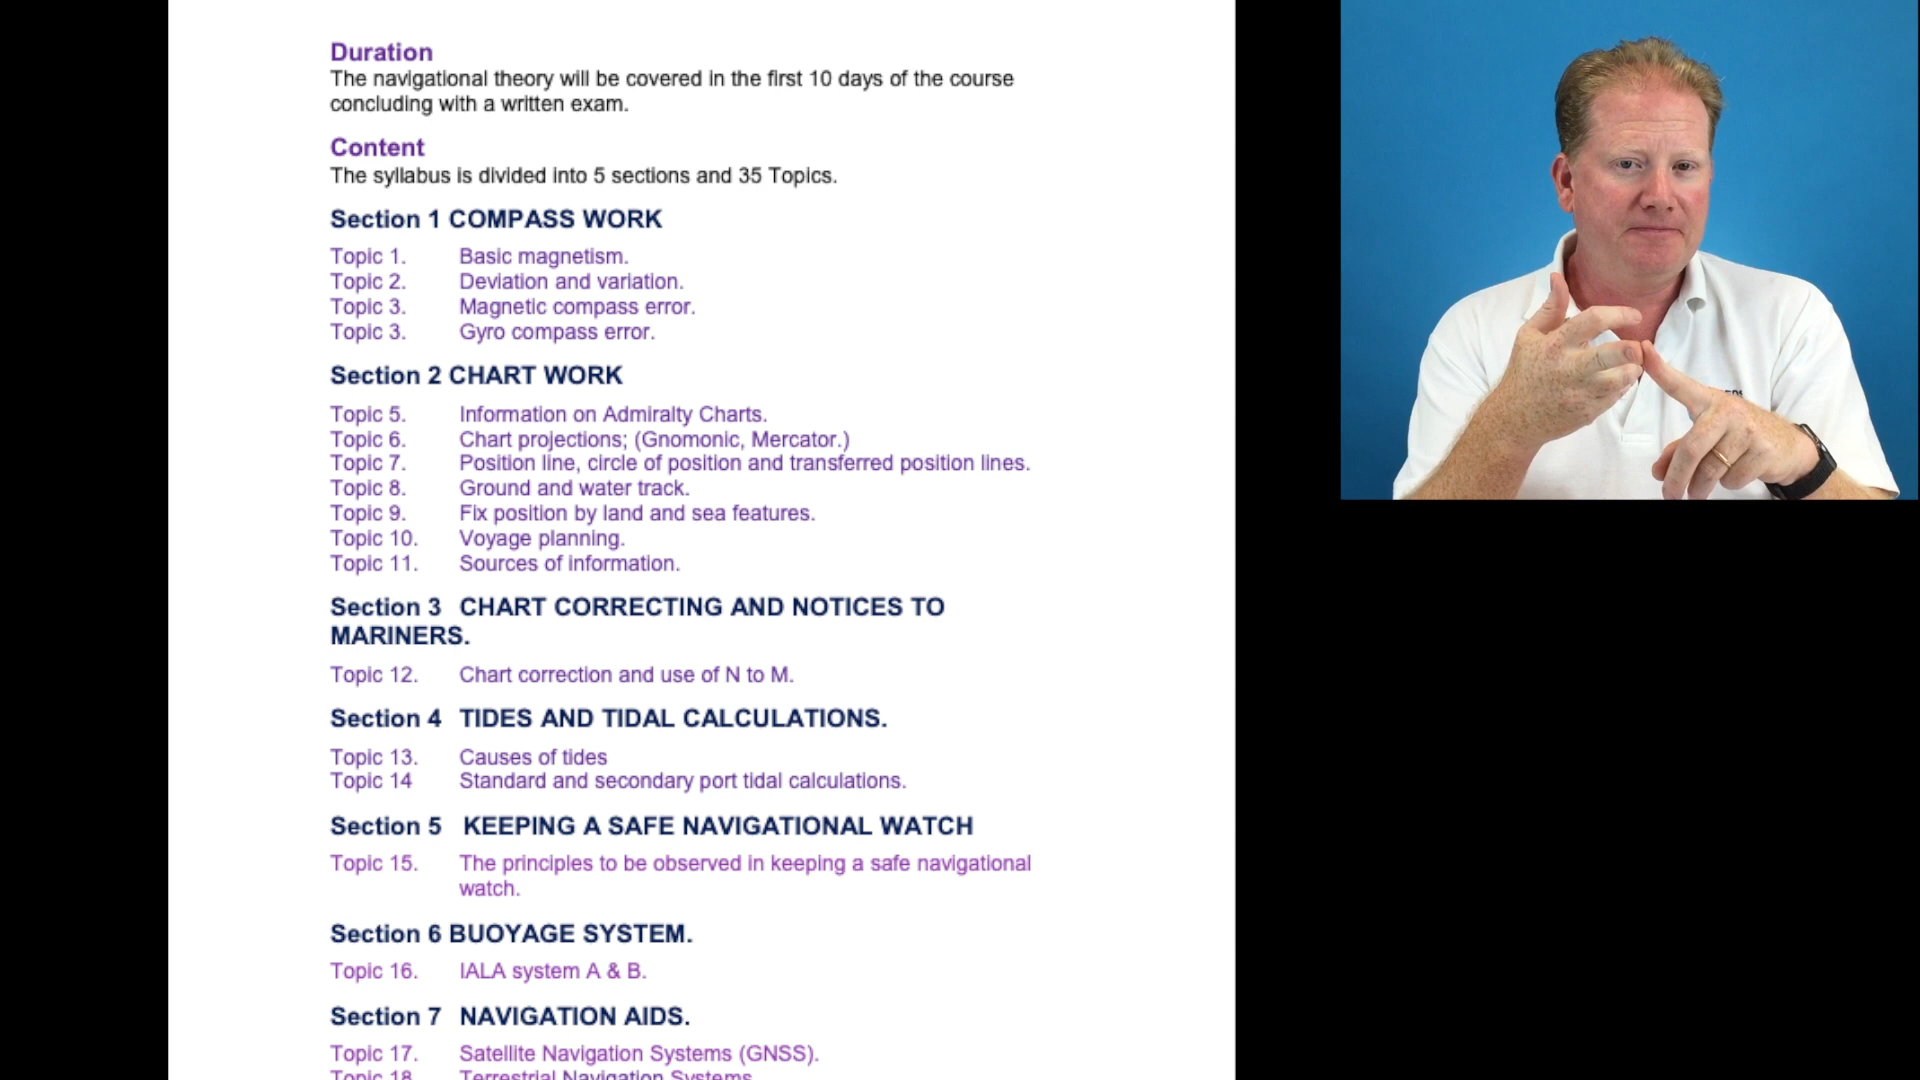 Duration
The navigational theory will be covered in the first 10 days of the course
concluding with a written exam.
Content
The syllabus is divided into 5 sections and 35 Topics.
Section 1 COMPASS WORK
Topic 1. Basic magnetism.
Topic 2. Deviation and variation.
Topic 3. Magnetic compass error.
Topic 3. Gyro compass error.
Section 2 CHART WORK
Topic 5. Information on Admiralty Charts.
Topic 6. Chart projections; (Gnomonic, Mercator.)
Topic 7. Position line, circle of position and transferred position lines.
Topic 8. Ground and water track.
Topic 9. Fix position by land and sea features.
Topic 10. Voyage planning.
Topic 11. Sources of information.
Section 3 CHART CORRECTING AND NOTICES TO
MARINERS.
Topic 12. Chart correction and use of N to M.
Section 4 TIDES AND TIDAL CALCULATIONS.
Topic 13. Causes of tides
Topic 14 Standard and secondary port tidal calculations.
Section 5 KEEPING A SAFE NAVIGATIONAL WATCH
Topic 15. The principles to be observed in keeping a safe navigational
watch.
Section 6 BUOYAGE SYSTEM.
Topic 16. IALA system A & B.
Section 7 NAVIGATION AIDS.
Topic 17. Satellite Navigation Systems (GNSS).
Topic 18. Terrestrial Navigation Systems